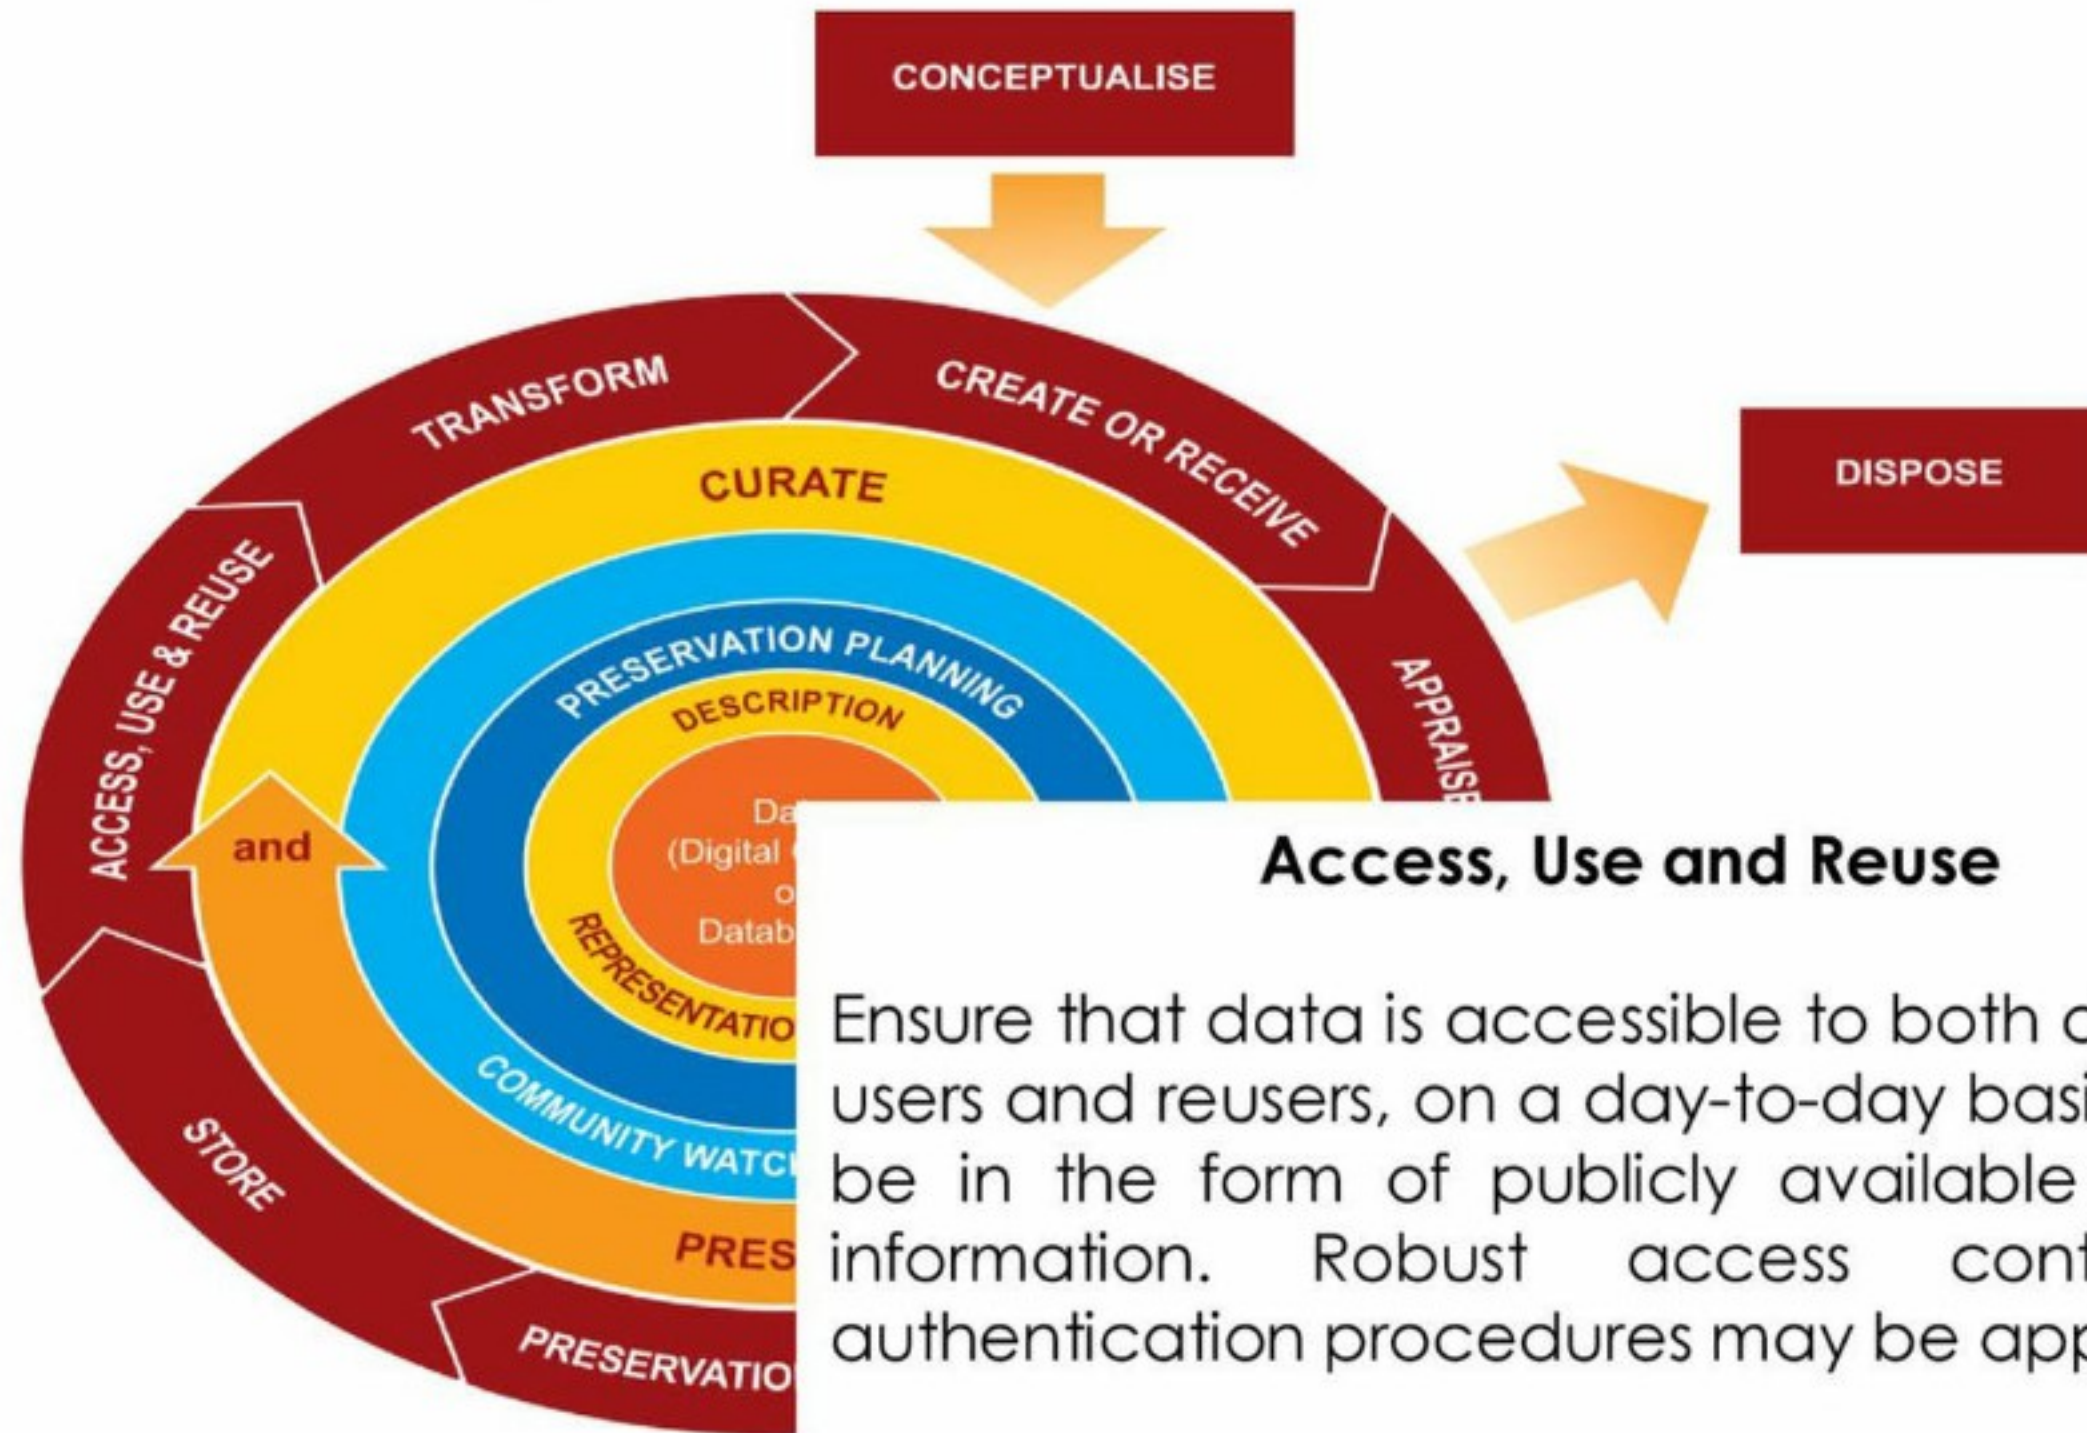 CONCEPTUALISE
TRANSFORM
CREATE OR RECEIVE
DISPOSE
CURATE
ACCESS, USE & REUSE
PRESERVATION PLANNING
DESCRIPTION
APPRAISE
(Digital
and
REPRESENTATIO
COMMUNITY WATC
STORE
PRES
PRESERVATIO
Access, Use and Reuse
Ensure that data is accessible to both
users and reusers, on a day-to-day basi
be in the form of publicly available
information. Robust access cont
authentication procedures may be app